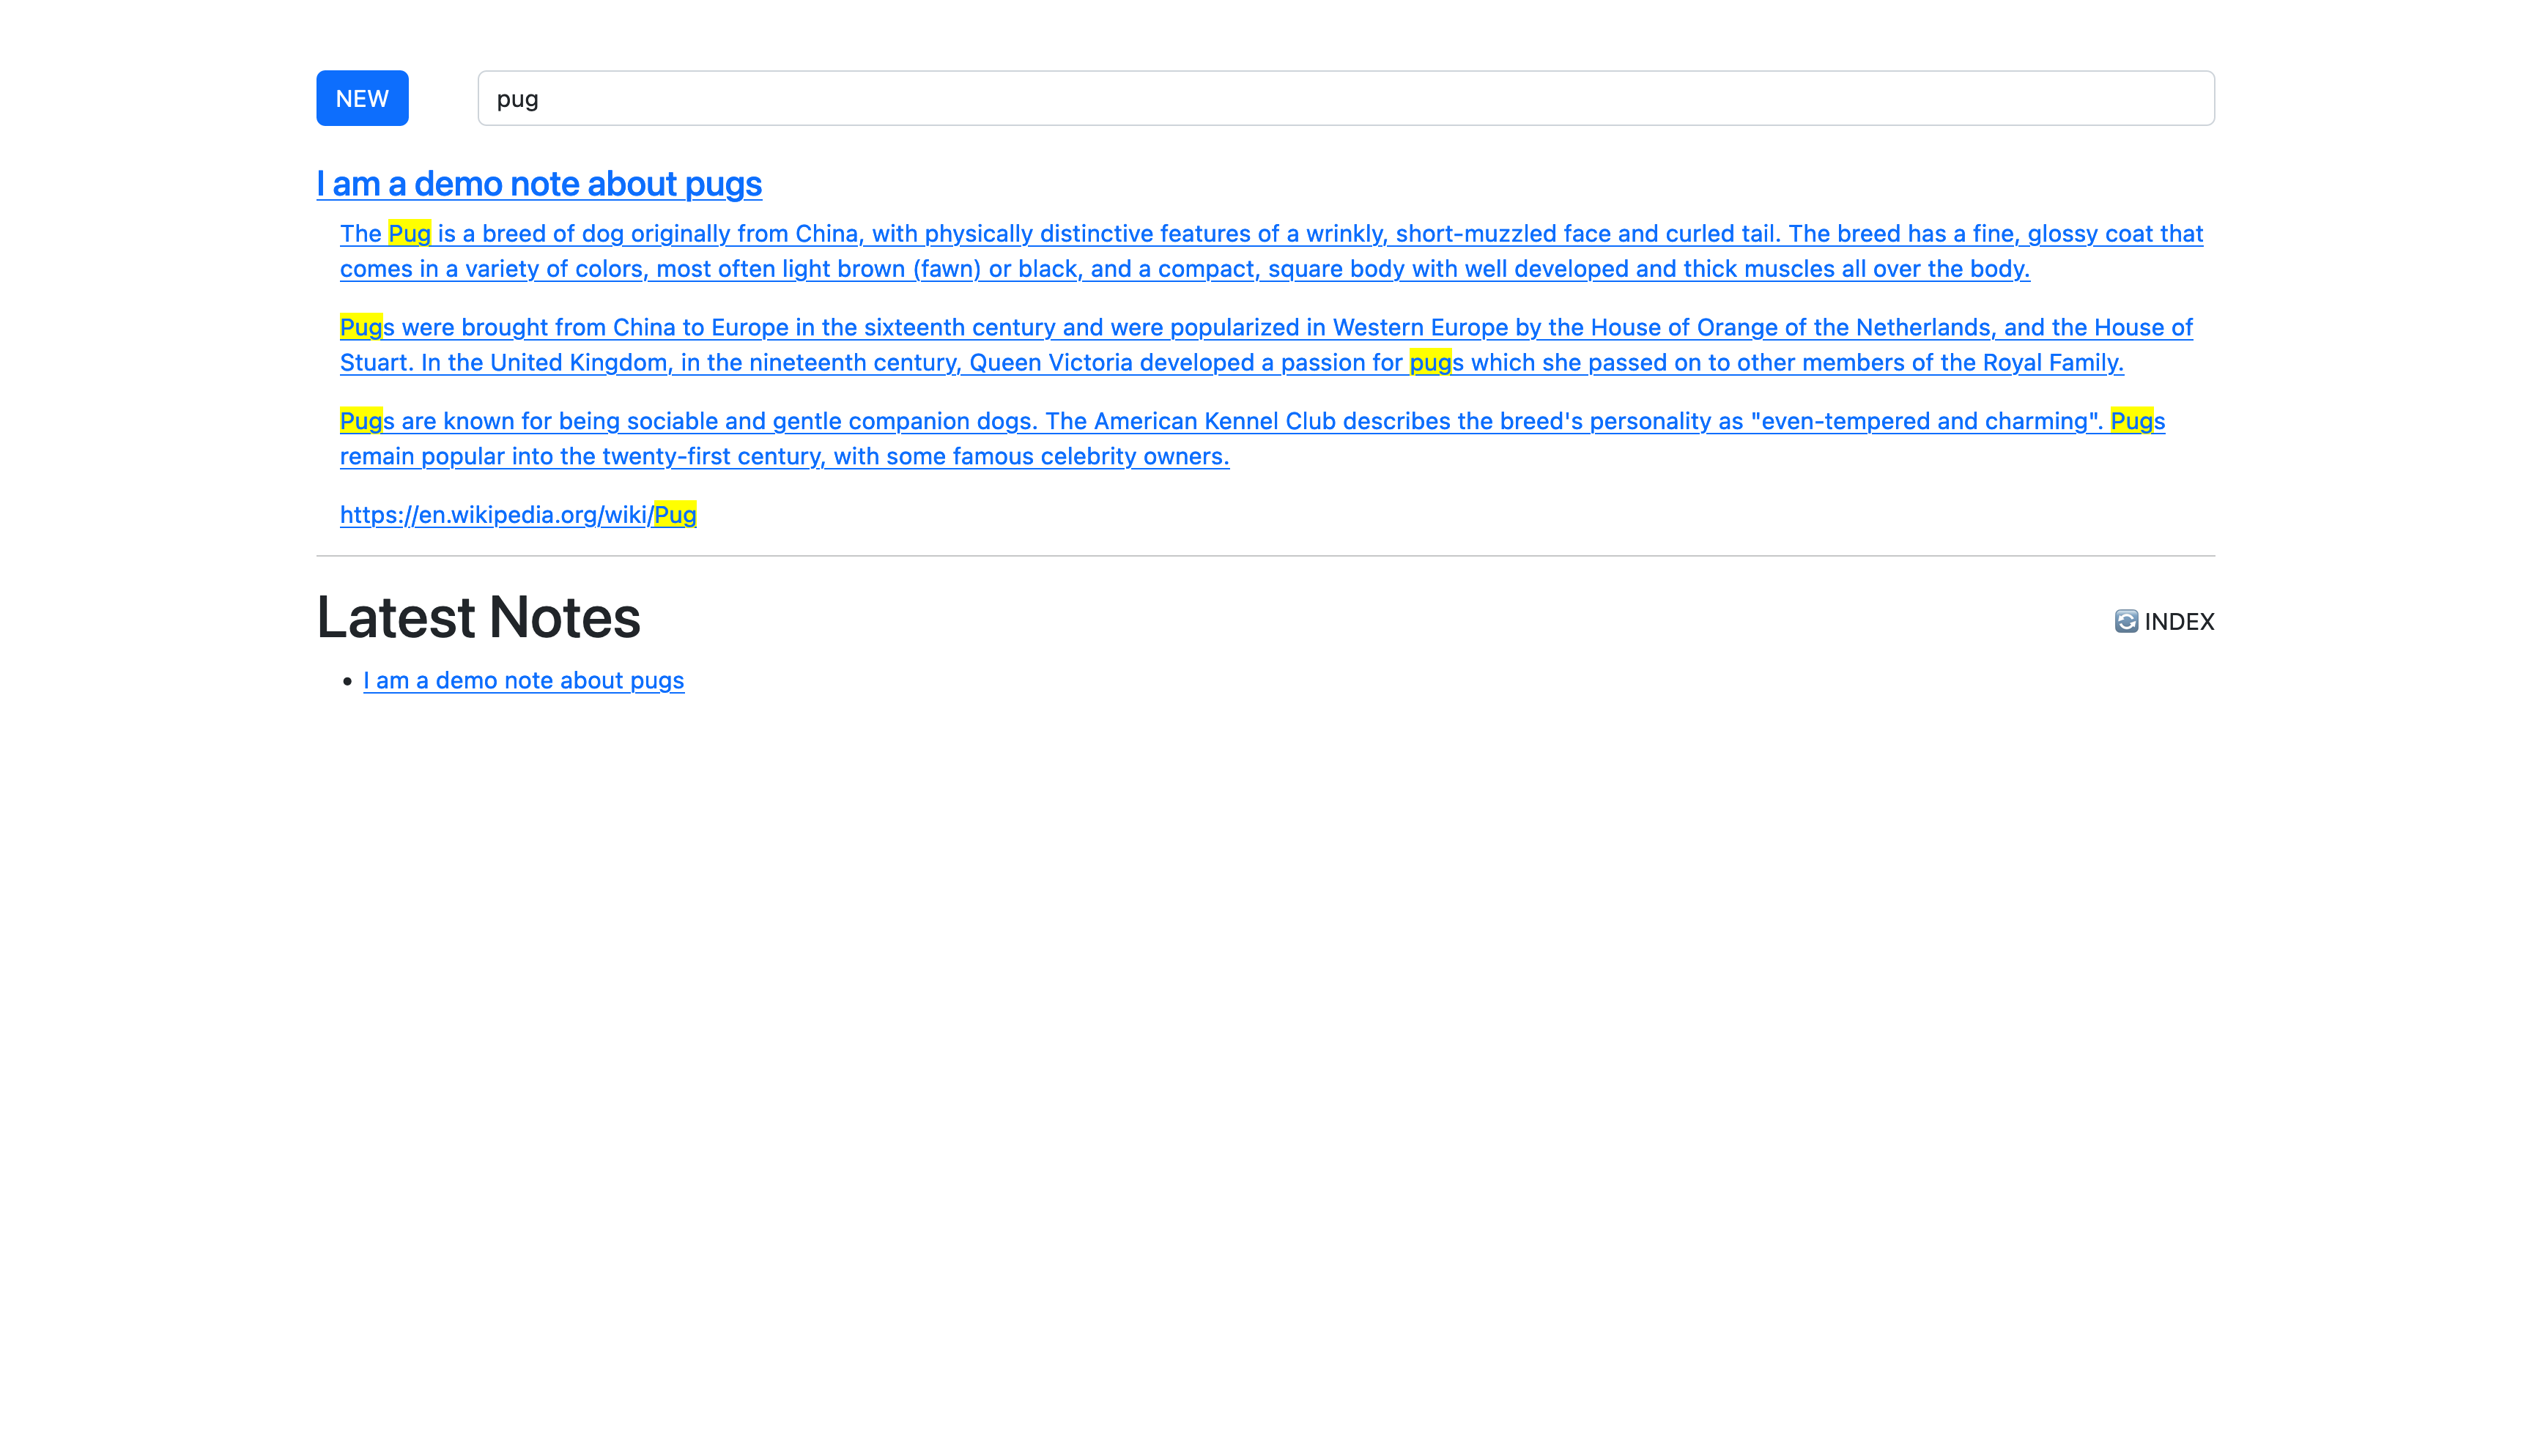 NEW
pug
I am a demo note about pugs
The Pug is a breed of dog originally from China, with physically distinctive features of a wrinkly, short-muzzled face and curled tail. The breed has a fine, glossy coat that
comes in a variety of colors, most often light brown (fawn) or black, and a compact, square body with well developed and thick muscles all over the body.
Pugs were brought from China to Europe in the sixteenth century and were popularized in Western Europe by the House of Orange of the Netherlands, and the House of
Stuart. In the United Kingdom, in the nineteenth century, Queen Victoria developed a passion for pugs which she passed on to other members of the Royal Family.
Pugs are known for being sociable and gentle companion dogs. The American Kennel Club describes the breed's personality as "even-tempered and charming". Pugs
remain popular into the twenty-first century, with some famous celebrity owners.
https://en.wikipedia.org/wiki/Pug
Latest Notes
INDEX
I am a demo note about pugs